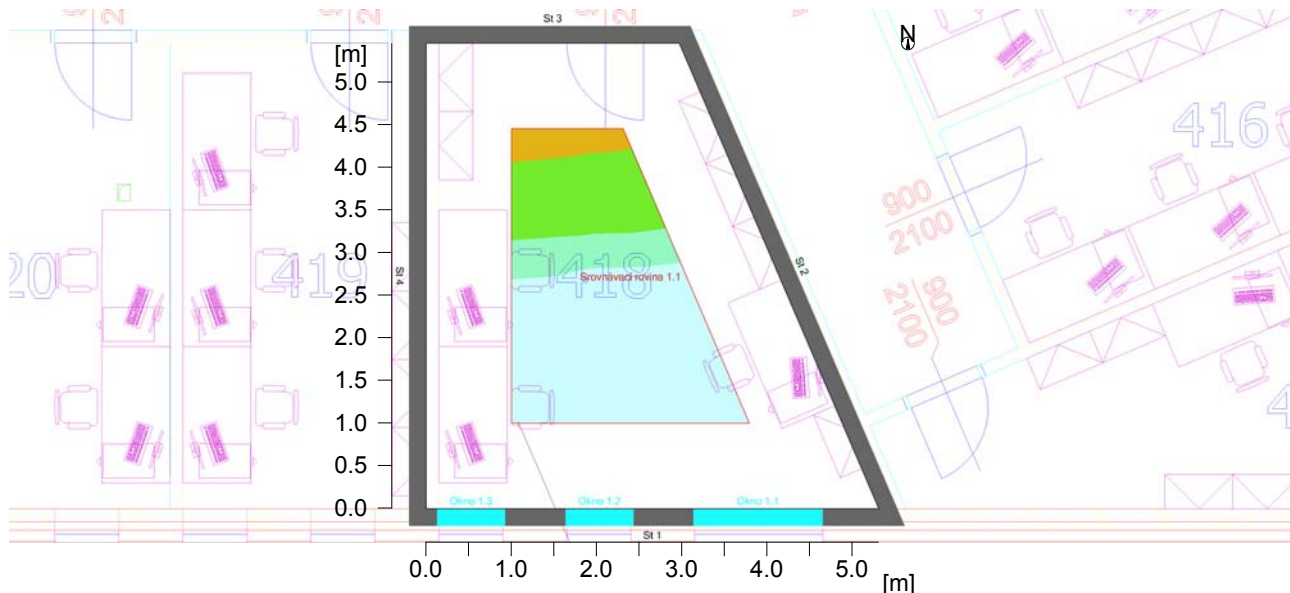 St 3
N
[m]
5.0
4.5
4.0
3.5
3.0
2.5
2.0
1.5
1.0
0.5
0.0
416
900
2100
900
2100
20
419
418
Srovnávací rovina 1.1
St 4
St 2
4
Okno 1.3
Okno 1.2
Okno 1.1
St 1
0.0 1.0 2.0 3.0 4.0 5.0
[m]